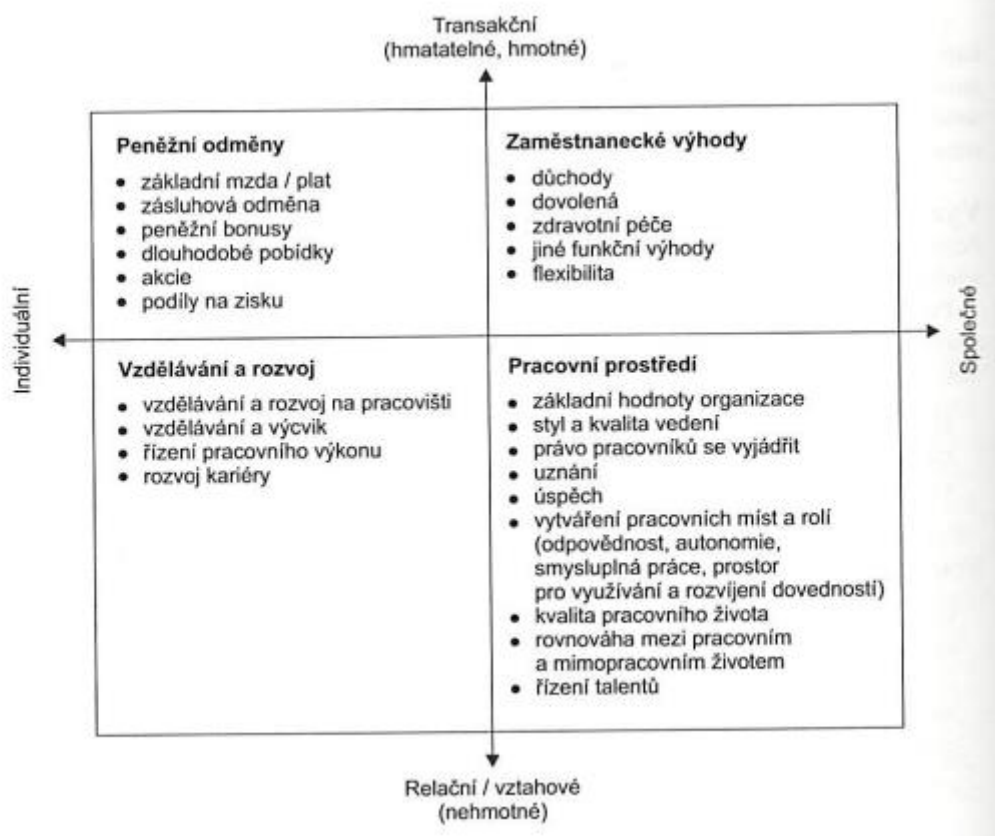 Transakční
(hmatatelné, hmotné)
Peněžní odměny
• základní mzda / plat
• zásluhová odměna
• peněžní bonusy
• dlouhodobé pobídky
• akcie
• podíly na zisku
Zaměstnanecké výhody
• důchody
• dovolená
• zdravotní péče
• jiné funkční výhody
• flexibilita
Individuální
Společné
Vzdělávání a rozvoj
• vzdělávání a rozvoj na pracovišti
• vzdělávání a výcvik
• řízení pracovního výkonu
• rozvoj kariéry
Pracovní prostředí
• základní hodnoty organizace
• styl a kvalita vedení
• právo pracovníků se vyjádřit
• uznání
• úspěch
• vytváření pracovních míst a rolí
(odpovědnost, autonomie,
smysluplná práce, prostor
pro využívání a rozvíjení dovedností)
• kvalita pracovního života
• rovnováha mezi pracovním
a mimopracovním životem
• řízení talentů
Relační / vztahové
(nehmotné)